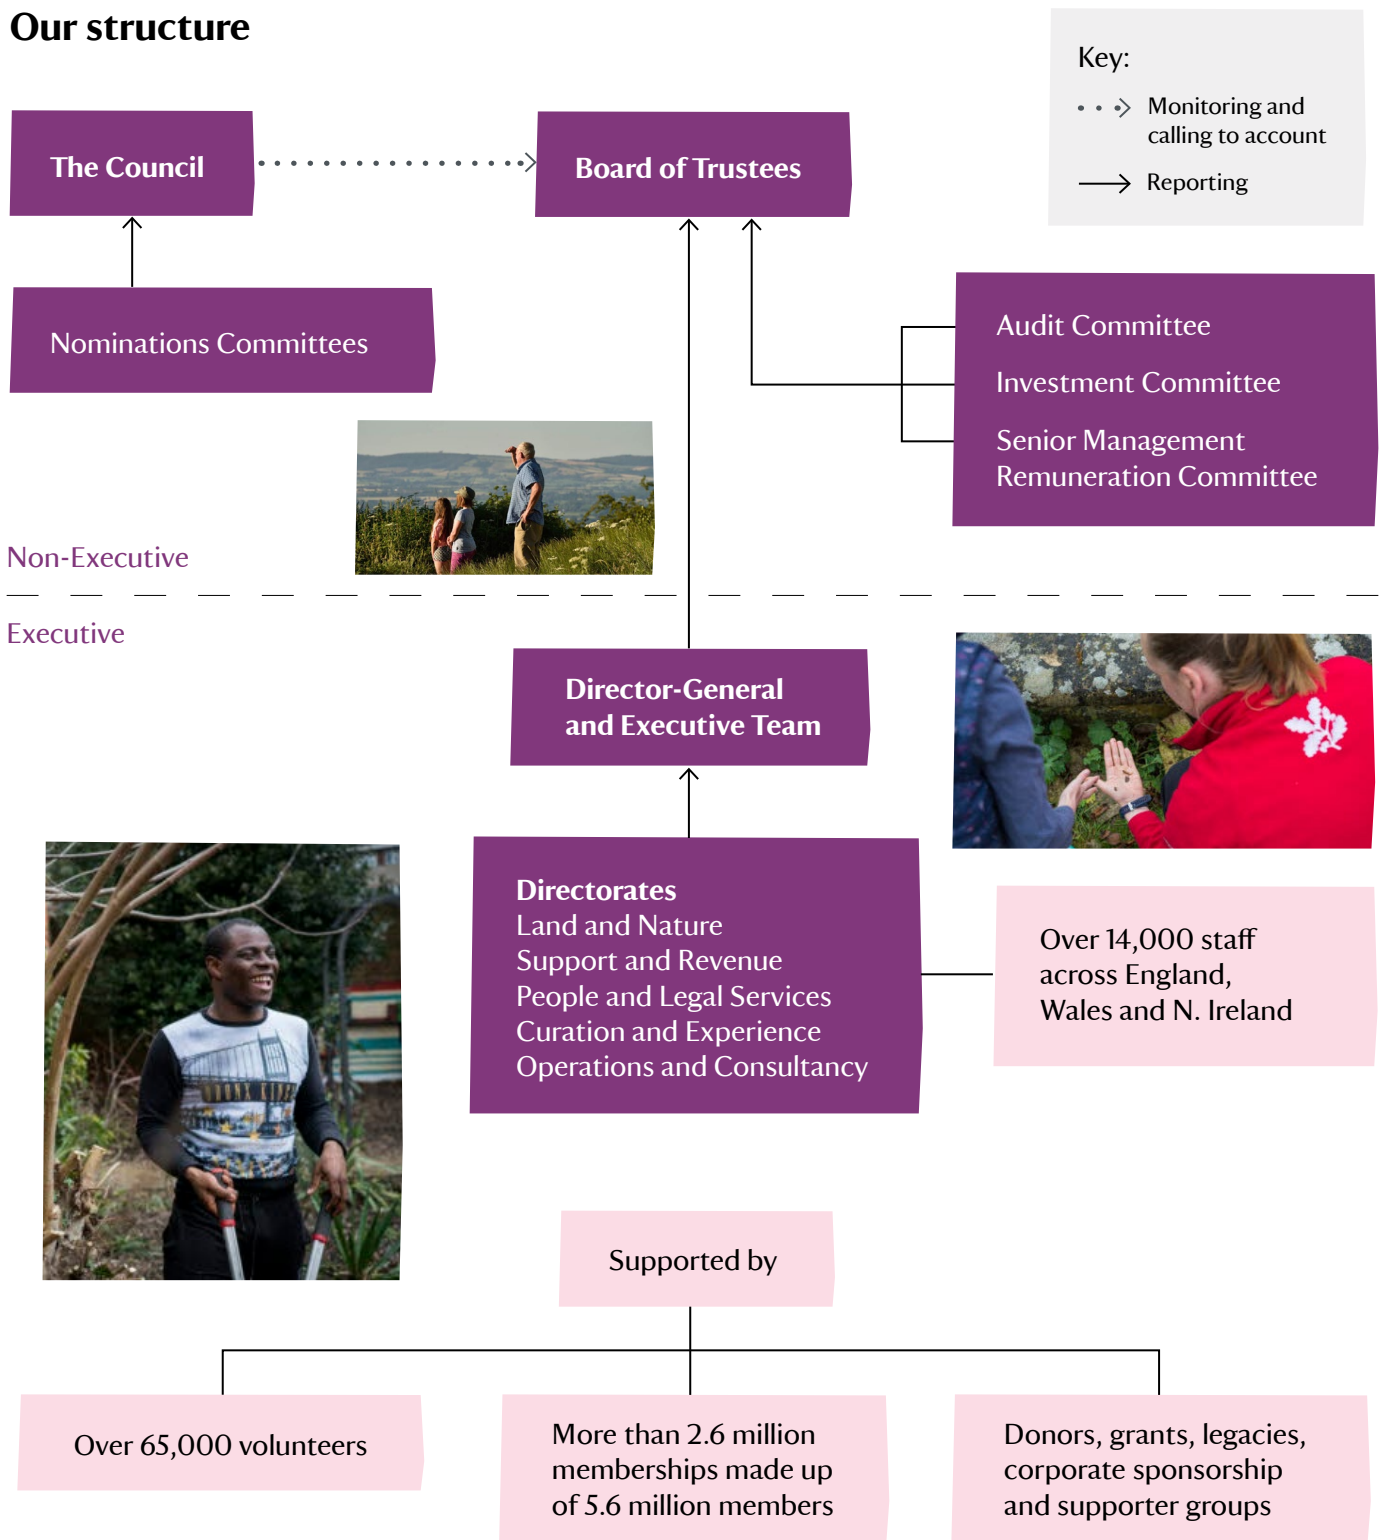 Our structure
Key:
Monitoring and
calling to account
Reporting
The Council
Board of Trustees
Nominations Committees
Audit Committee
Investment Committee
Senior Management
Remuneration Committee
Non-Executive
Executive
Director-General
and Executive Team
Directorates
Land and Nature
Support and Revenue
People and Legal Services
Curation and Experience
Operations and Consultancy
Over 14,000 staff
across England,
Wales and N. Ireland
Supported by
Over 65,000 volunteers
More than 2.6 million
memberships made up
of 5.6 million members
Donors, grants, legacies,
corporate sponsorship
and supporter groups